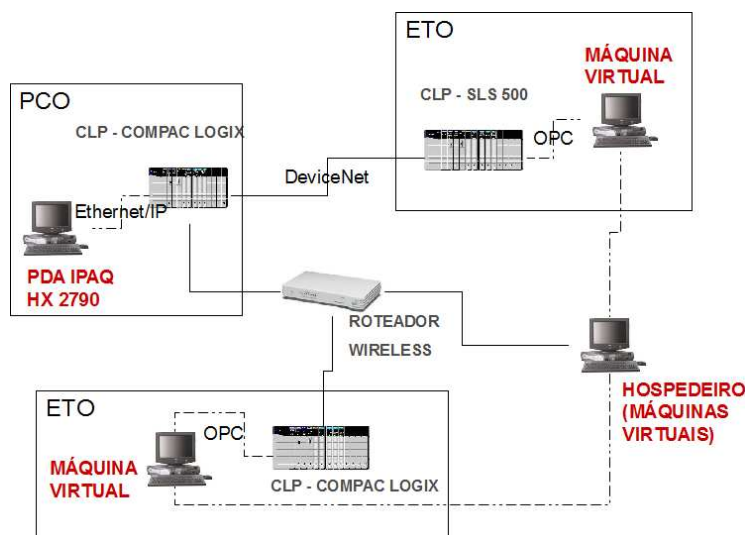 ETO
MÁQUINA
VIRTUAL
CLP - SLS 500
OPC
PCO
CLP - COMPAC LOGIX
DeviceNet
Ethernet/IP
PDA IPAQ
HX 2790
ROTEADOR
WIRELESS
HOSPEDEIRO
(MÁQUINAS
VIRTUAIS)
ETO
OPC
MÁQUINA
VIRTUAL
CLP - COMPAC LOGIX